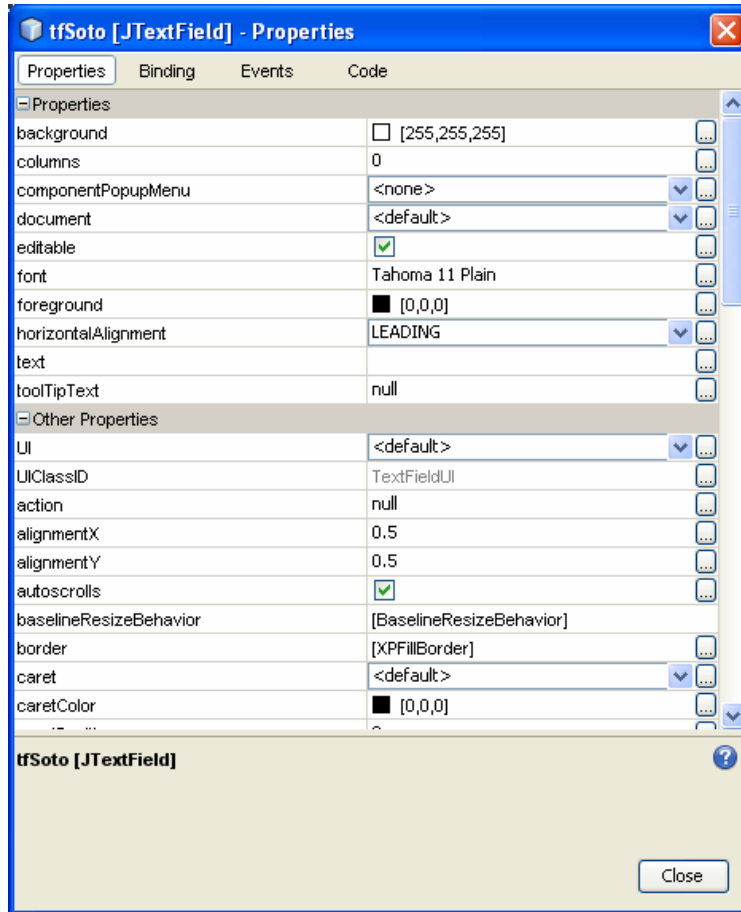 tfSoto [JTextField] - Properties
Properties Binding Events Code
Properties
background [255,255,255] ...
columns 0 ...
componentPopupMenu <none> ...
document <default> ...
editable ...
font Tahoma 11 Plain ...
foreground [0,0,0] ...
horizontalAlignment LEADING ...
text ...
toolTipText null ...
Other Properties
UI <default> ...
UIClassID TextFieldUI ...
action null ...
alignmentX 0.5 ...
alignmentY 0.5 ...
autoscrolls ...
baselineResizeBehavior [BaselineResizeBehavior]
border [XPFillBorder] ...
caret <default> ...
caretColor [0,0,0] ...
tfSoto [JTextField] ?
Close